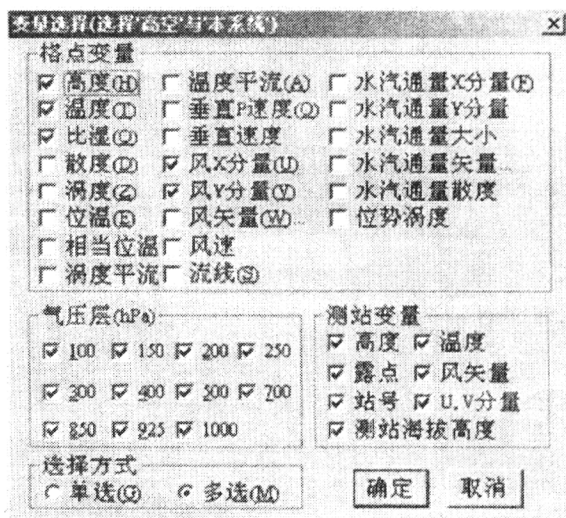 变量选择(选择'高空'与'本系统')
格点变量
高度(H) 温度平流(A) 水汽通量X分量(F)
温度(T) 垂直P速度(O) 水汽通量Y分量
比湿(Q) 垂直速度 水汽通量大小
散度(D) 风X分量(U) 水汽通量矢量
涡度(Z) 风Y分量(V) 水汽通量散度
位温(E) 风矢量(W) 位势涡度
相当位温 风速
涡度平流 流线(S)
气压层(hPa)
100 150 200 250
300 400 500 700
850 925 1000
测站变量
高度 温度
露点 风矢量
站号 U.V分量
测站海拔高度
选择方式
单选(G) 多选(M)
确定 取消